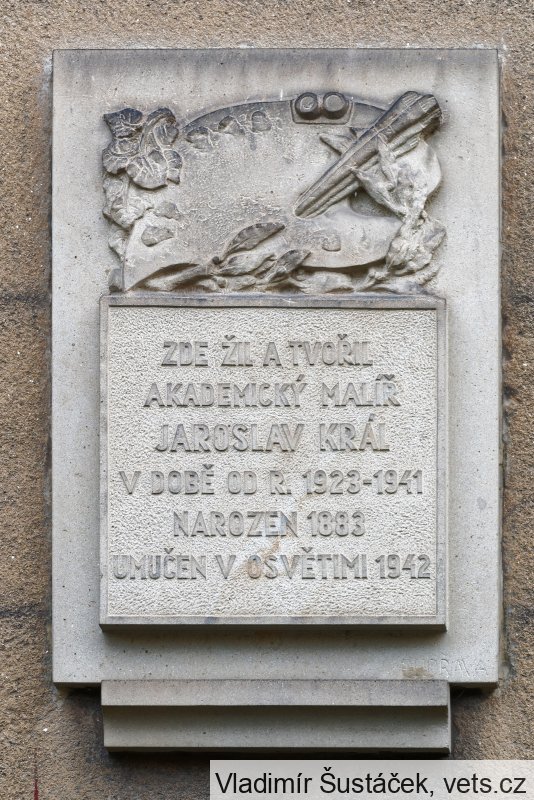 ZDE ŽIL A TVOŘIL
AKADEMICKÝ MALÍŘ
JAROSLAV KRÁL
V DOBĚ OD R. 1923-1941
NAROZEN 1883
UMUČEN V OSVĚTIMI 1942
Vladimír Šustáček, vets.cz